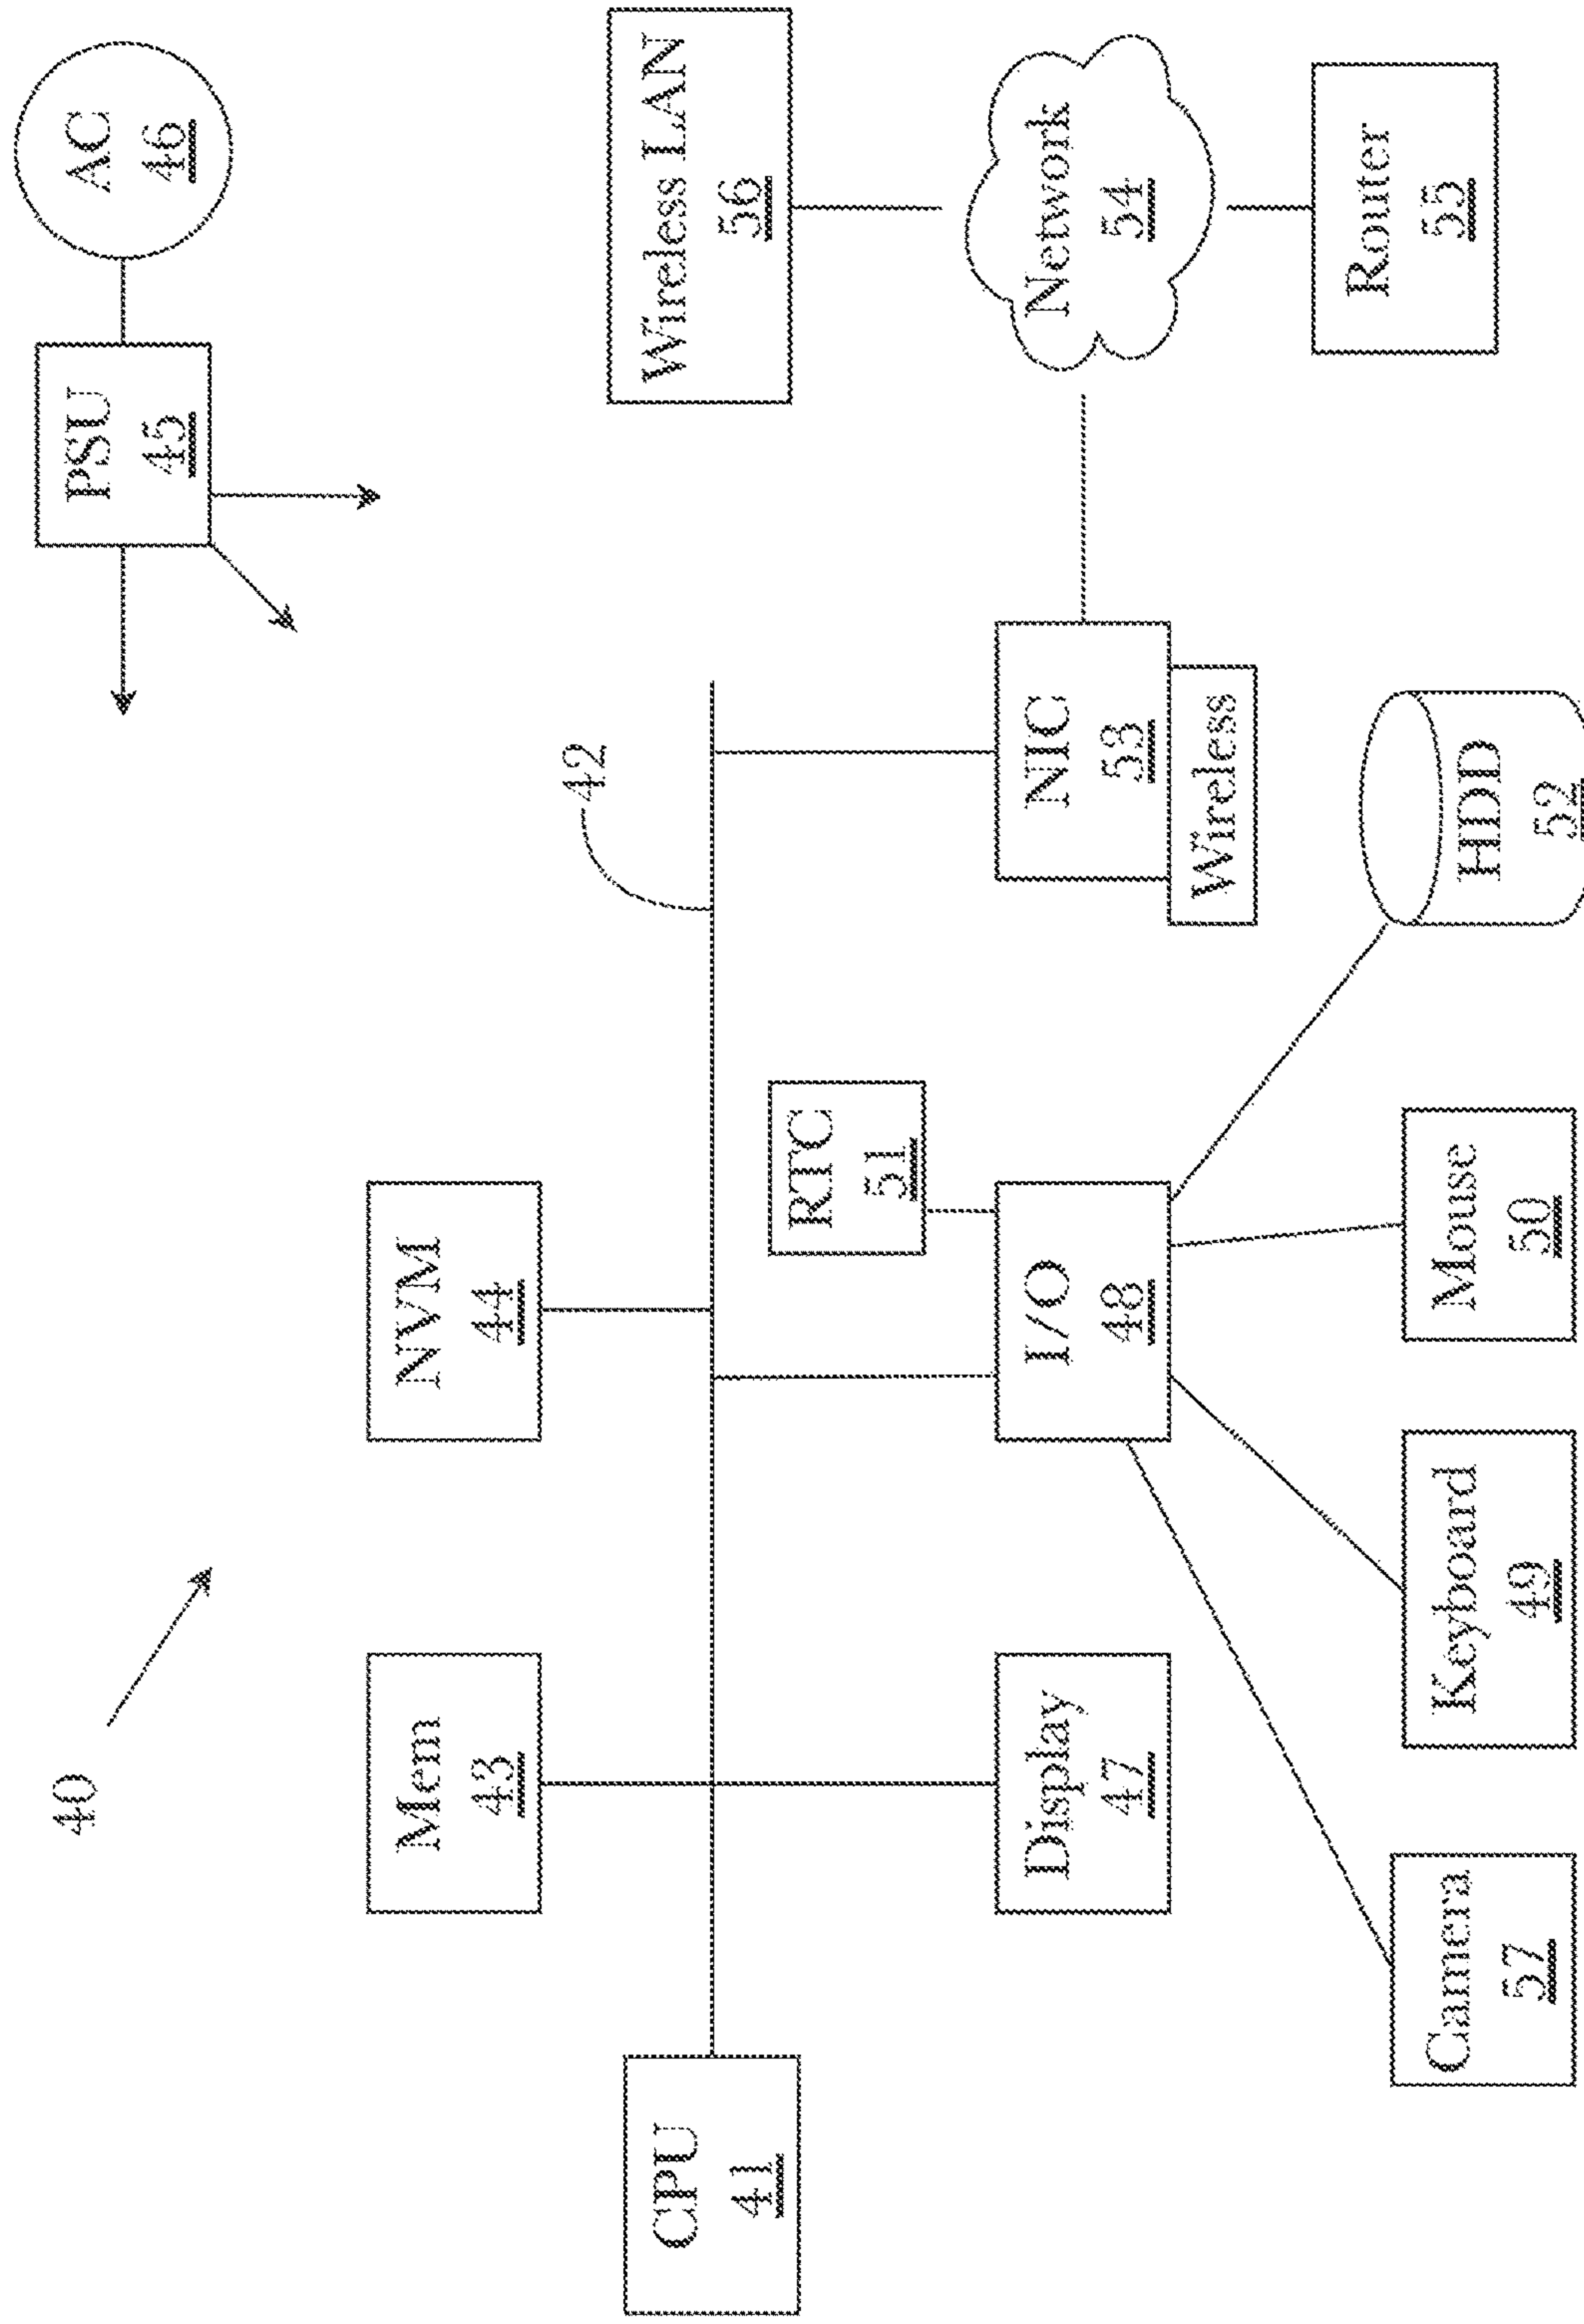 40
PSU
45
AC
46
Mem
43
NVM
44
42
CPU
41
Wireless LAN
56
RTC
51
Display
47
I/O
48
NIC
53
Wireless
Network
54
Camera
57
Keyboard
49
Mouse
50
HDD
52
Router
55